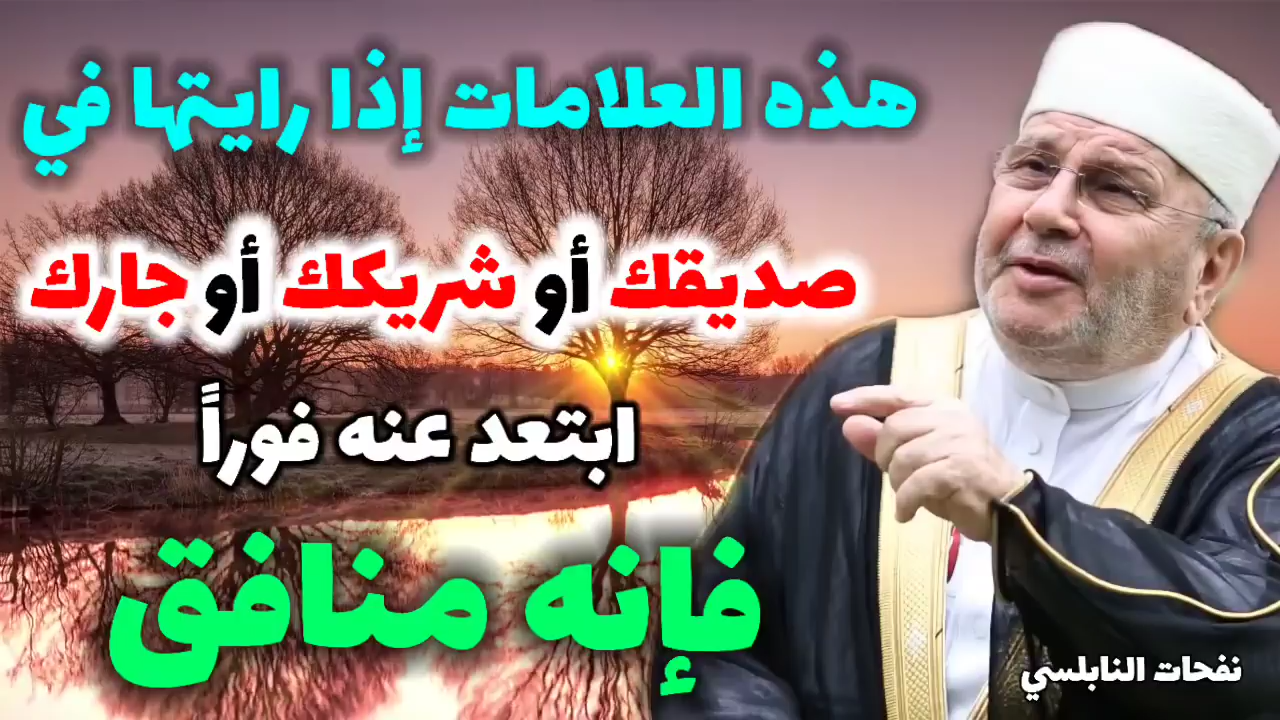 هذه العلامات إذا رايتها في
صديقك أو شريكك أو جارك
ابتعد عنه فوراً
فإنه منافق
نفحات النابلسي